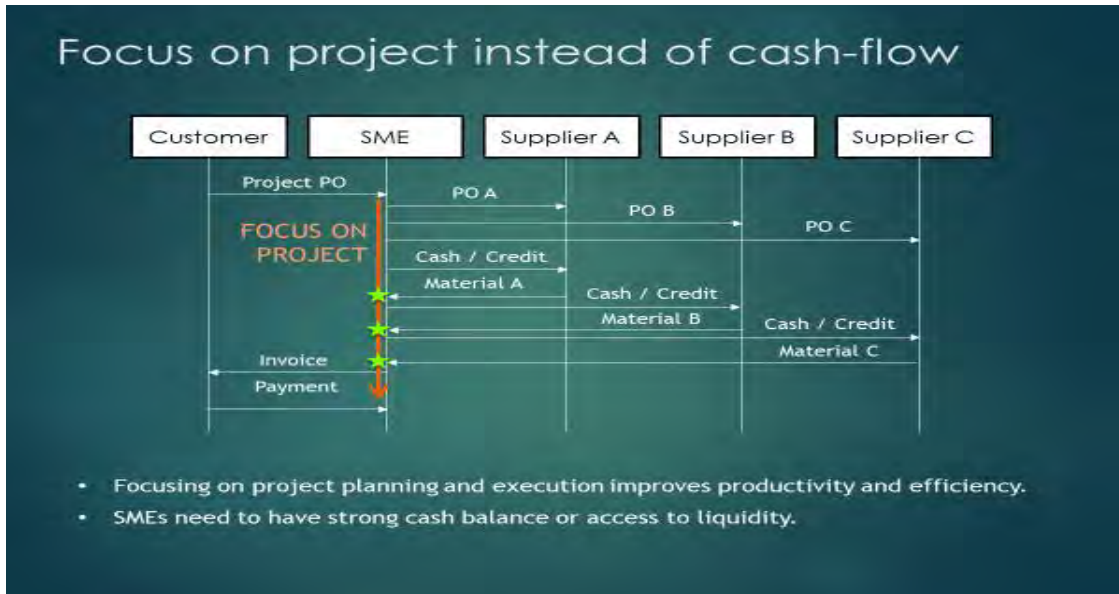 Focus on project instead of cash-flow
Customer
SME
Supplier A
Supplier B
Supplier C
Project PO
PO A
PO B
PO C
FOCUS ON
PROJECT
Cash / Credit
Material A
Cash / Credit
Material B
Cash / Credit
Material C
Invoice
Payment
• Focusing on project planning and execution improves productivity and efficiency.
• SMEs need to have strong cash balance or access to liquidity.